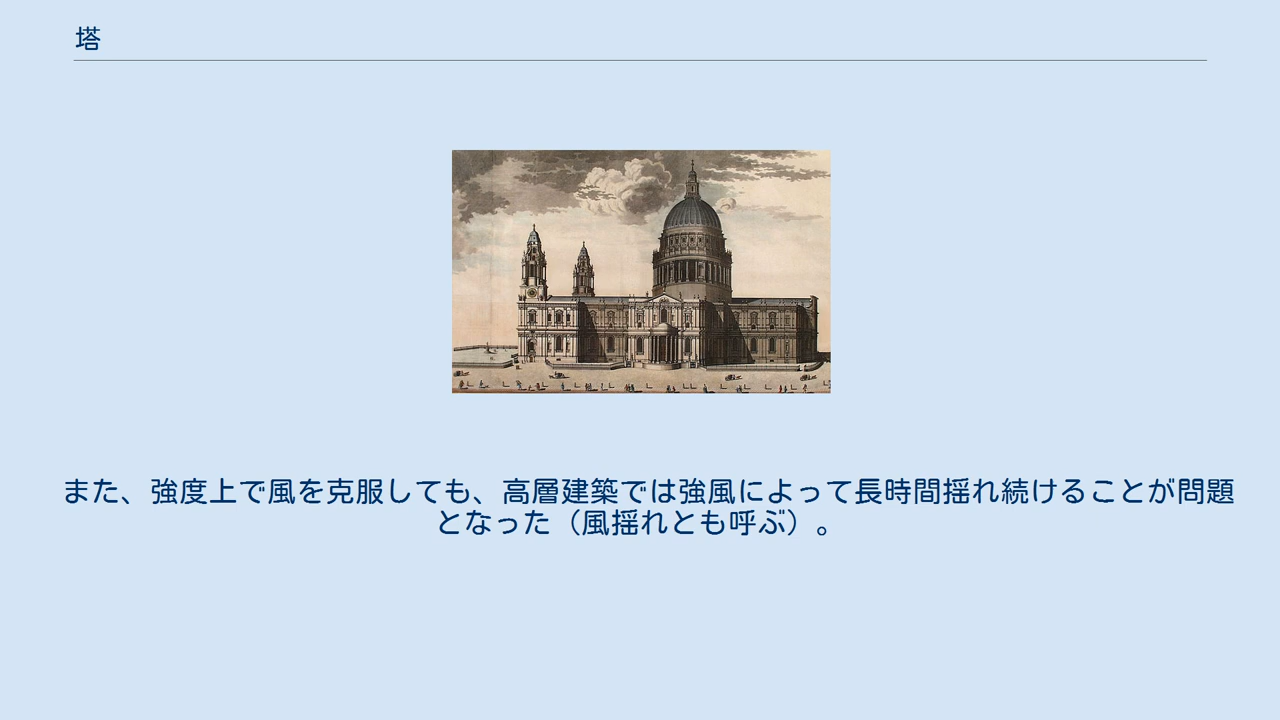 塔
また、強度上で風を克服しても、高層建築では強風によって長時間揺れ続けることが問題
となった（風揺れとも呼ぶ）。